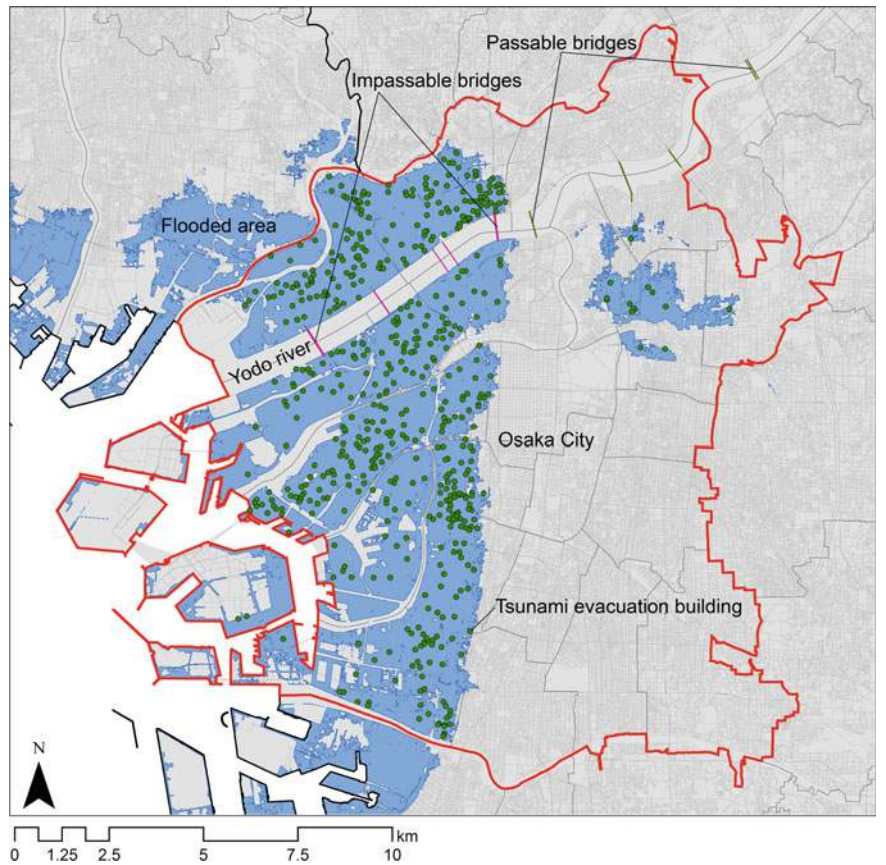 Passable bridges
Impassable bridges
Flooded area
Yodo river
Osaka City
Tsunami evacuation building
N
km
0 1.25 2.5 5 7.5 10